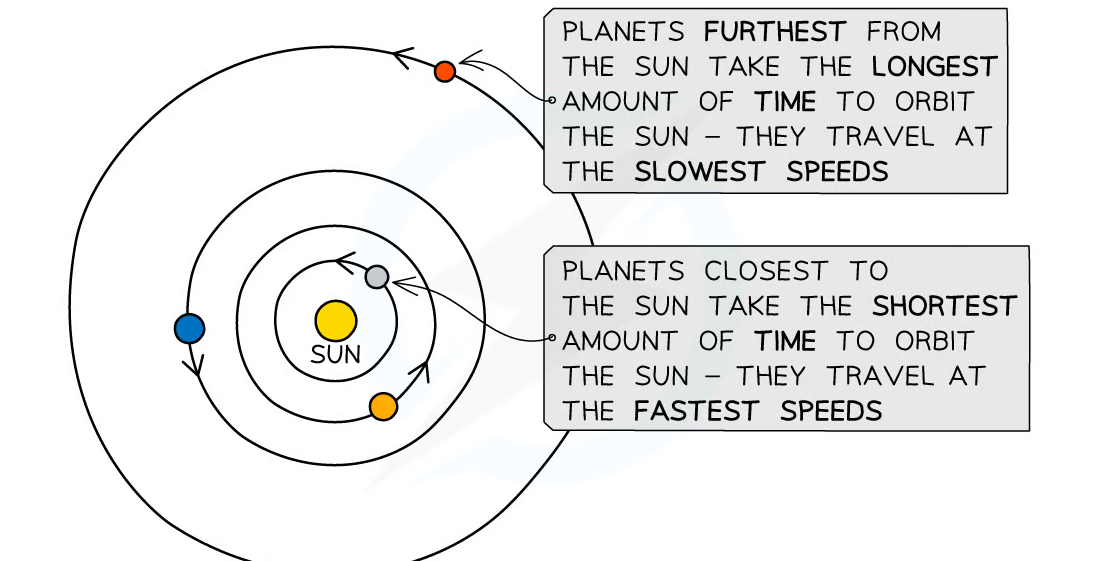 PLANETS FURTHEST FROM
THE SUN TAKE THE LONGEST
AMOUNT OF TIME TO ORBIT
THE SUN – THEY TRAVEL AT
THE SLOWEST SPEEDS
PLANETS CLOSEST TO
THE SUN TAKE THE SHORTEST
AMOUNT OF TIME TO ORBIT
THE SUN – THEY TRAVEL AT
THE FASTEST SPEEDS
SUN